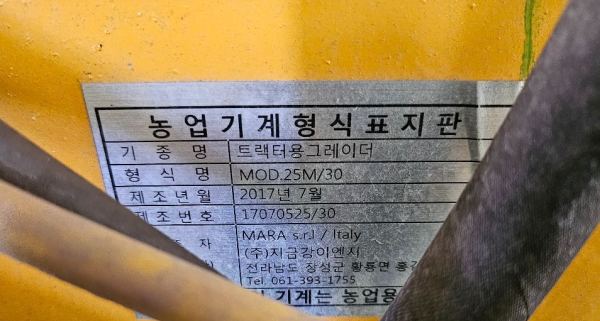 농업기계형식표지판
기종명 트랙터용그레이더
형식명 MOD.25M/30
제조년월 2017년 7월
제조번호 17070525/30
자 MARA s.r.l / Italy
(주)지금강이엔지
전라남도 장성군 황룡면 홍길
Tel. 061-393-1755
기계는 농업용